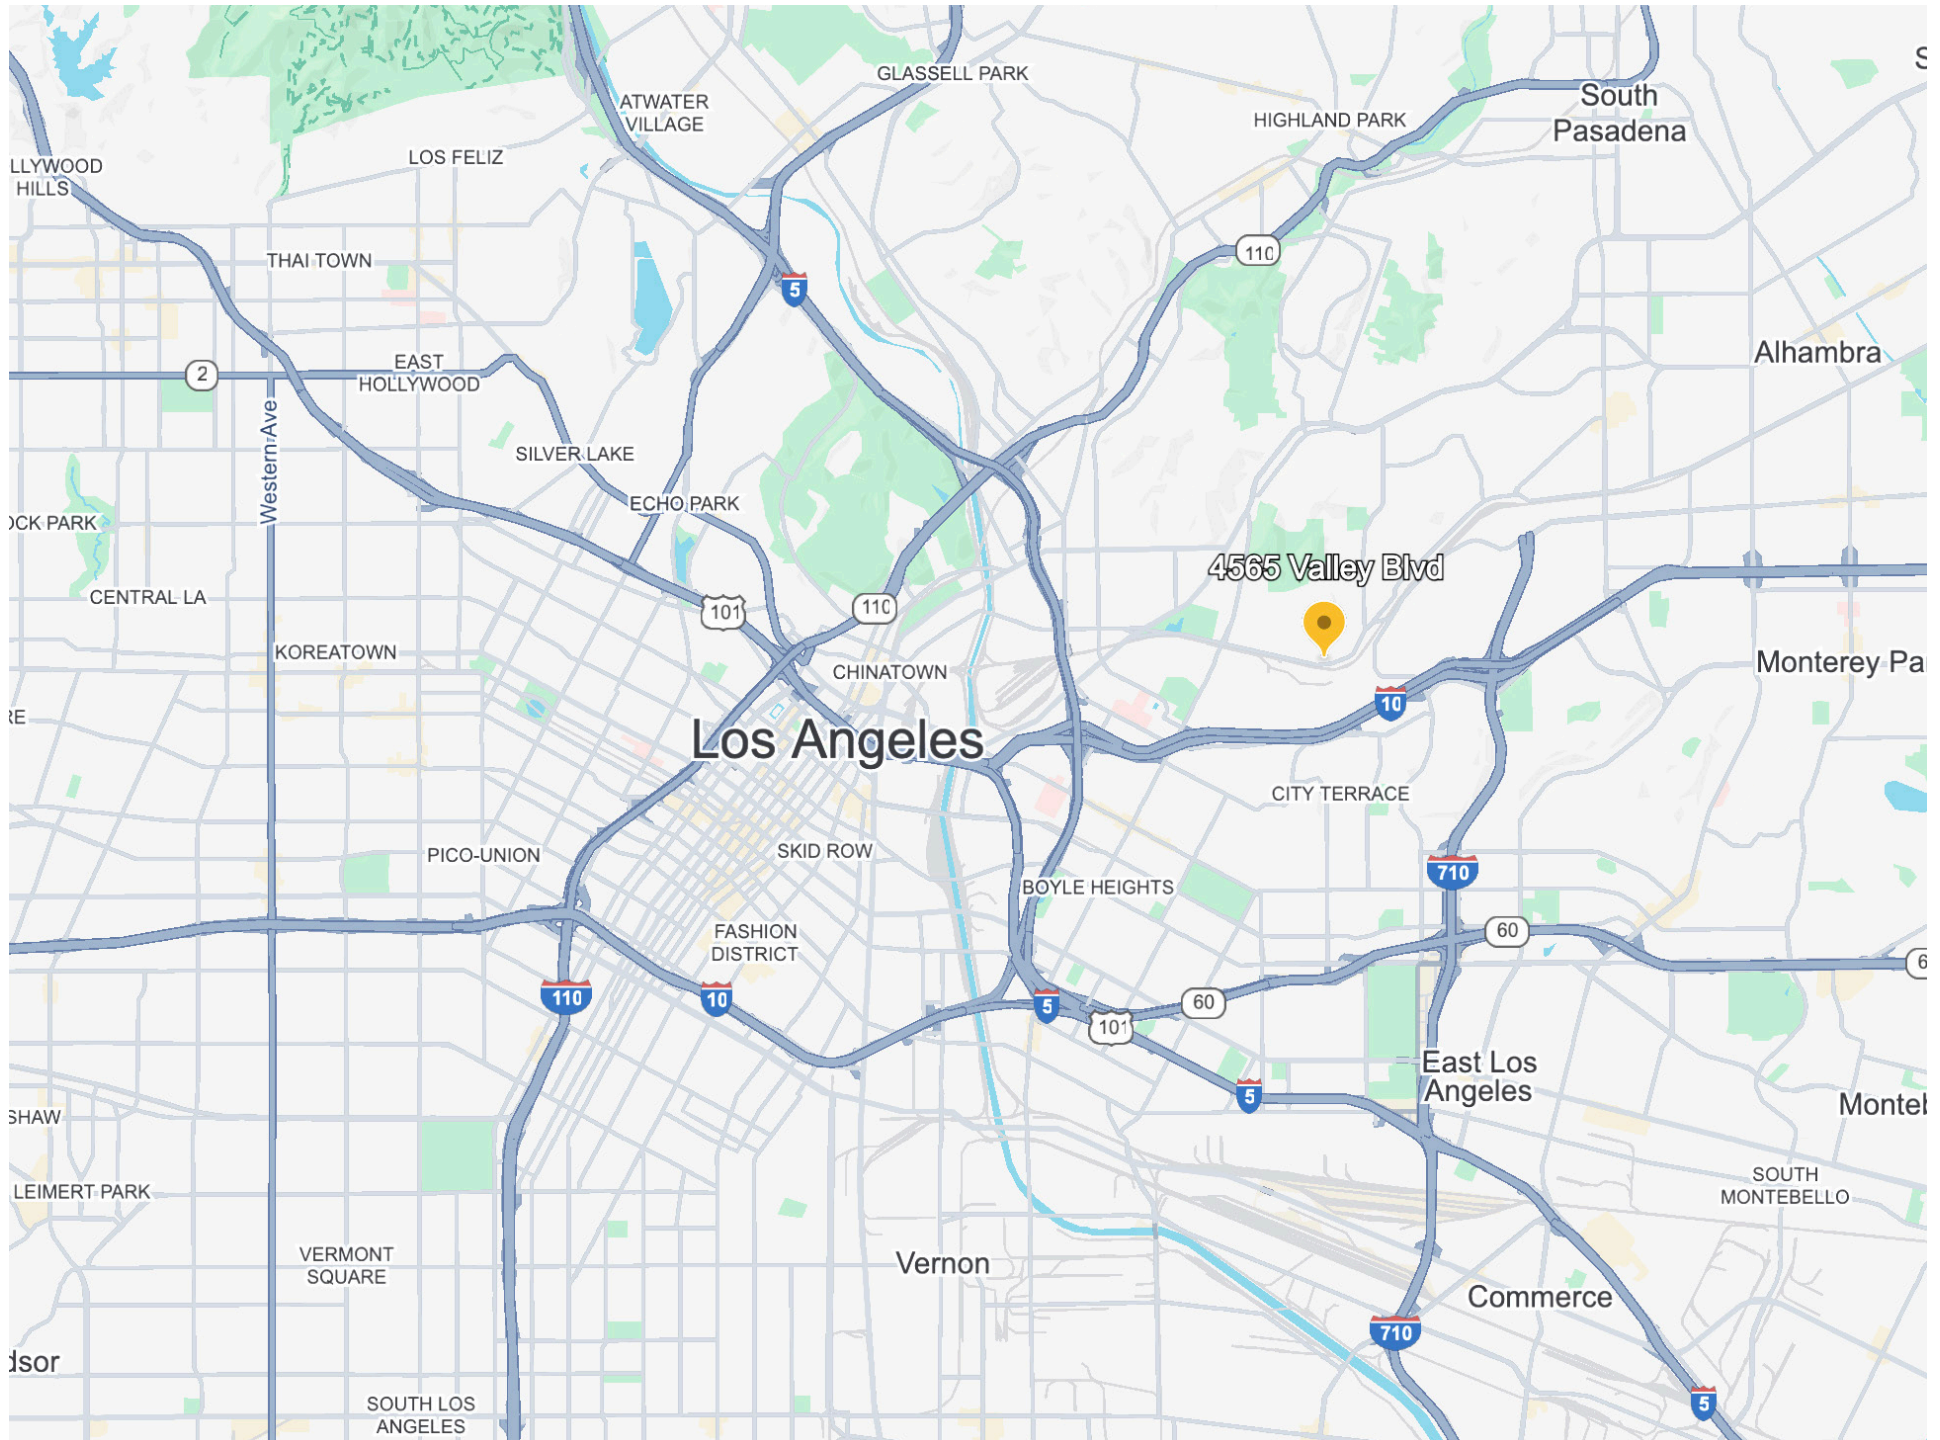 GLASSELL PARK
ATWATER
VILLAGE
HIGHLAND PARK
South
Pasadena
LLYWOOD
HILLS
LOS FELIZ
THAI TOWN
110
5
2
EAST
HOLLYWOOD
Alhambra
Western Ave
SILVER LAKE
ECHO PARK
OCK PARK
4565 Valley Blvd
CENTRAL LA
101
110
KOREATOWN
CHINATOWN
Monterey Pa
RE
10
Los Angeles
CITY TERRACE
PICO-UNION
SKID ROW
710
BOYLE HEIGHTS
FASHION
DISTRICT
60
6
110
10
5
60
101
East Los
Angeles
5
SHAW
Monteb
LEIMERT PARK
SOUTH
MONTEBELLO
VERMONT
SQUARE
Vernon
Commerce
710
dsor
5
SOUTH LOS
ANGELES